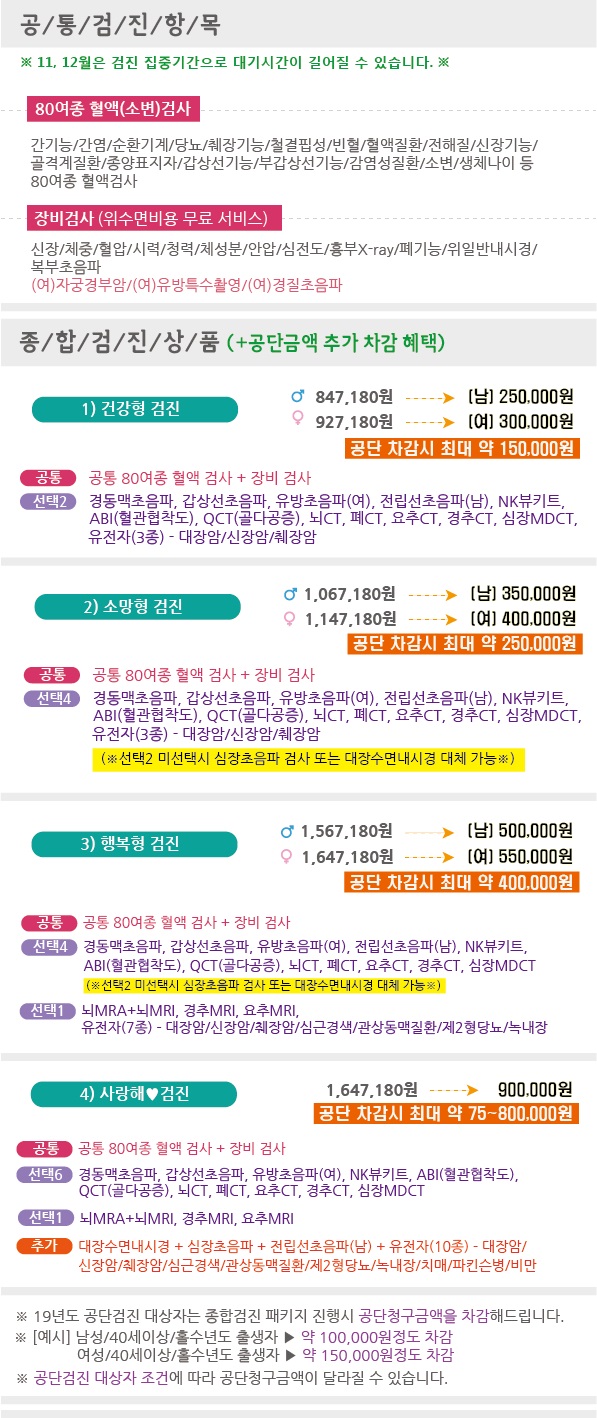 공/통/검/진/항/목
※ 11, 12월은 검진 집중기간으로 대기시간이 길어질 수 있습니다. ※
80여종 혈액(소변)검사
간기능/간염/순환기계/당뇨/췌장기능/철결핍성/빈혈/혈액질환/전해질/신장기능/
골격계질환/종양표지자/갑상선기능/부갑상선기능/감염성질환/소변/생체나이 등
80여종 혈액검사
장비검사 (위수면비용 무료 서비스)
신장/체중/혈압/시력/청력/체성분/안압/심전도/흉부X-ray/폐기능/위일반내시경/
복부초음파
(여)자궁경부암/(여)유방특수촬영/(여)경질초음파
종/합/검/진/상/품 (+공단금액 추가 차감 혜택)
1) 건강형 검진
♂ 847,180원 -----➤ (남) 250,000원
♀ 927,180원 -----➤ (여) 300,000원
공단 차감시 최대 약 150,000원
공통 공통 80여종 혈액 검사 + 장비 검사
선택2 경동맥초음파, 갑상선초음파, 유방초음파(여), 전립선초음파(남), NK뷰키트,
ABI(혈관협착도), QCT(골다공증), 뇌CT, 폐CT, 요추CT, 경추CT, 심장MDCT,
유전자(3종) - 대장암/신장암/췌장암
2) 소망형 검진
♂ 1,067,180원 -----➤ (남) 350,000원
♀ 1,147,180원 -----➤ (여) 400,000원
공단 차감시 최대 약 250,000원
공통 공통 80여종 혈액 검사 + 장비 검사
선택4 경동맥초음파, 갑상선초음파, 유방초음파(여), 전립선초음파(남), NK뷰키트,
ABI(혈관협착도), QCT(골다공증), 뇌CT, 폐CT, 요추CT, 경추CT, 심장MDCT,
유전자(3종) - 대장암/신장암/췌장암
(※선택2 미선택시 심장초음파 검사 또는 대장수면내시경 대체 가능※)
3) 행복형 검진
♂ 1,567,180원 -----➤ (남) 500,000원
♀ 1,647,180원 -----➤ (여) 550,000원
공단 차감시 최대 약 400,000원
공통 공통 80여종 혈액 검사 + 장비 검사
선택4 경동맥초음파, 갑상선초음파, 유방초음파(여), 전립선초음파(남), NK뷰키트,
ABI(혈관협착도), QCT(골다공증), 뇌CT, 폐CT, 요추CT, 경추CT, 심장MDCT
(※선택2 미선택시 심장초음파 검사 또는 대장수면내시경 대체 가능※)
선택1 뇌MRA+뇌MRI, 경추MRI, 요추MRI,
유전자(7종) - 대장암/신장암/췌장암/심근경색/관상동맥질환/제2형당뇨/녹내장
4) 사랑해♥검진
1,647,180원 -----➤ 900,000원
공단 차감시 최대 약 75~800,000원
공통 공통 80여종 혈액 검사 + 장비 검사
선택6 경동맥초음파, 갑상선초음파, 유방초음파(여), NK뷰키트, ABI(혈관협착도),
QCT(골다공증), 뇌CT, 폐CT, 요추CT, 경추CT, 심장MDCT
선택1 뇌MRA+뇌MRI, 경추MRI, 요추MRI
추가 대장수면내시경 + 심장초음파 + 전립선초음파(남) + 유전자(10종) - 대장암/
신장암/췌장암/심근경색/관상동맥질환/제2형당뇨/녹내장/치매/파킨슨병/비만
※ 19년도 공단검진 대상자는 종합검진 패키지 진행시 공단청구금액을 차감해드립니다.
※ [예시] 남성/40세이상/홀수년도 출생자 ▶ 약 100,000원정도 차감
여성/40세이상/홀수년도 출생자 ▶ 약 150,000원정도 차감
※ 공단검진 대상자 조건에 따라 공단청구금액이 달라질 수 있습니다.